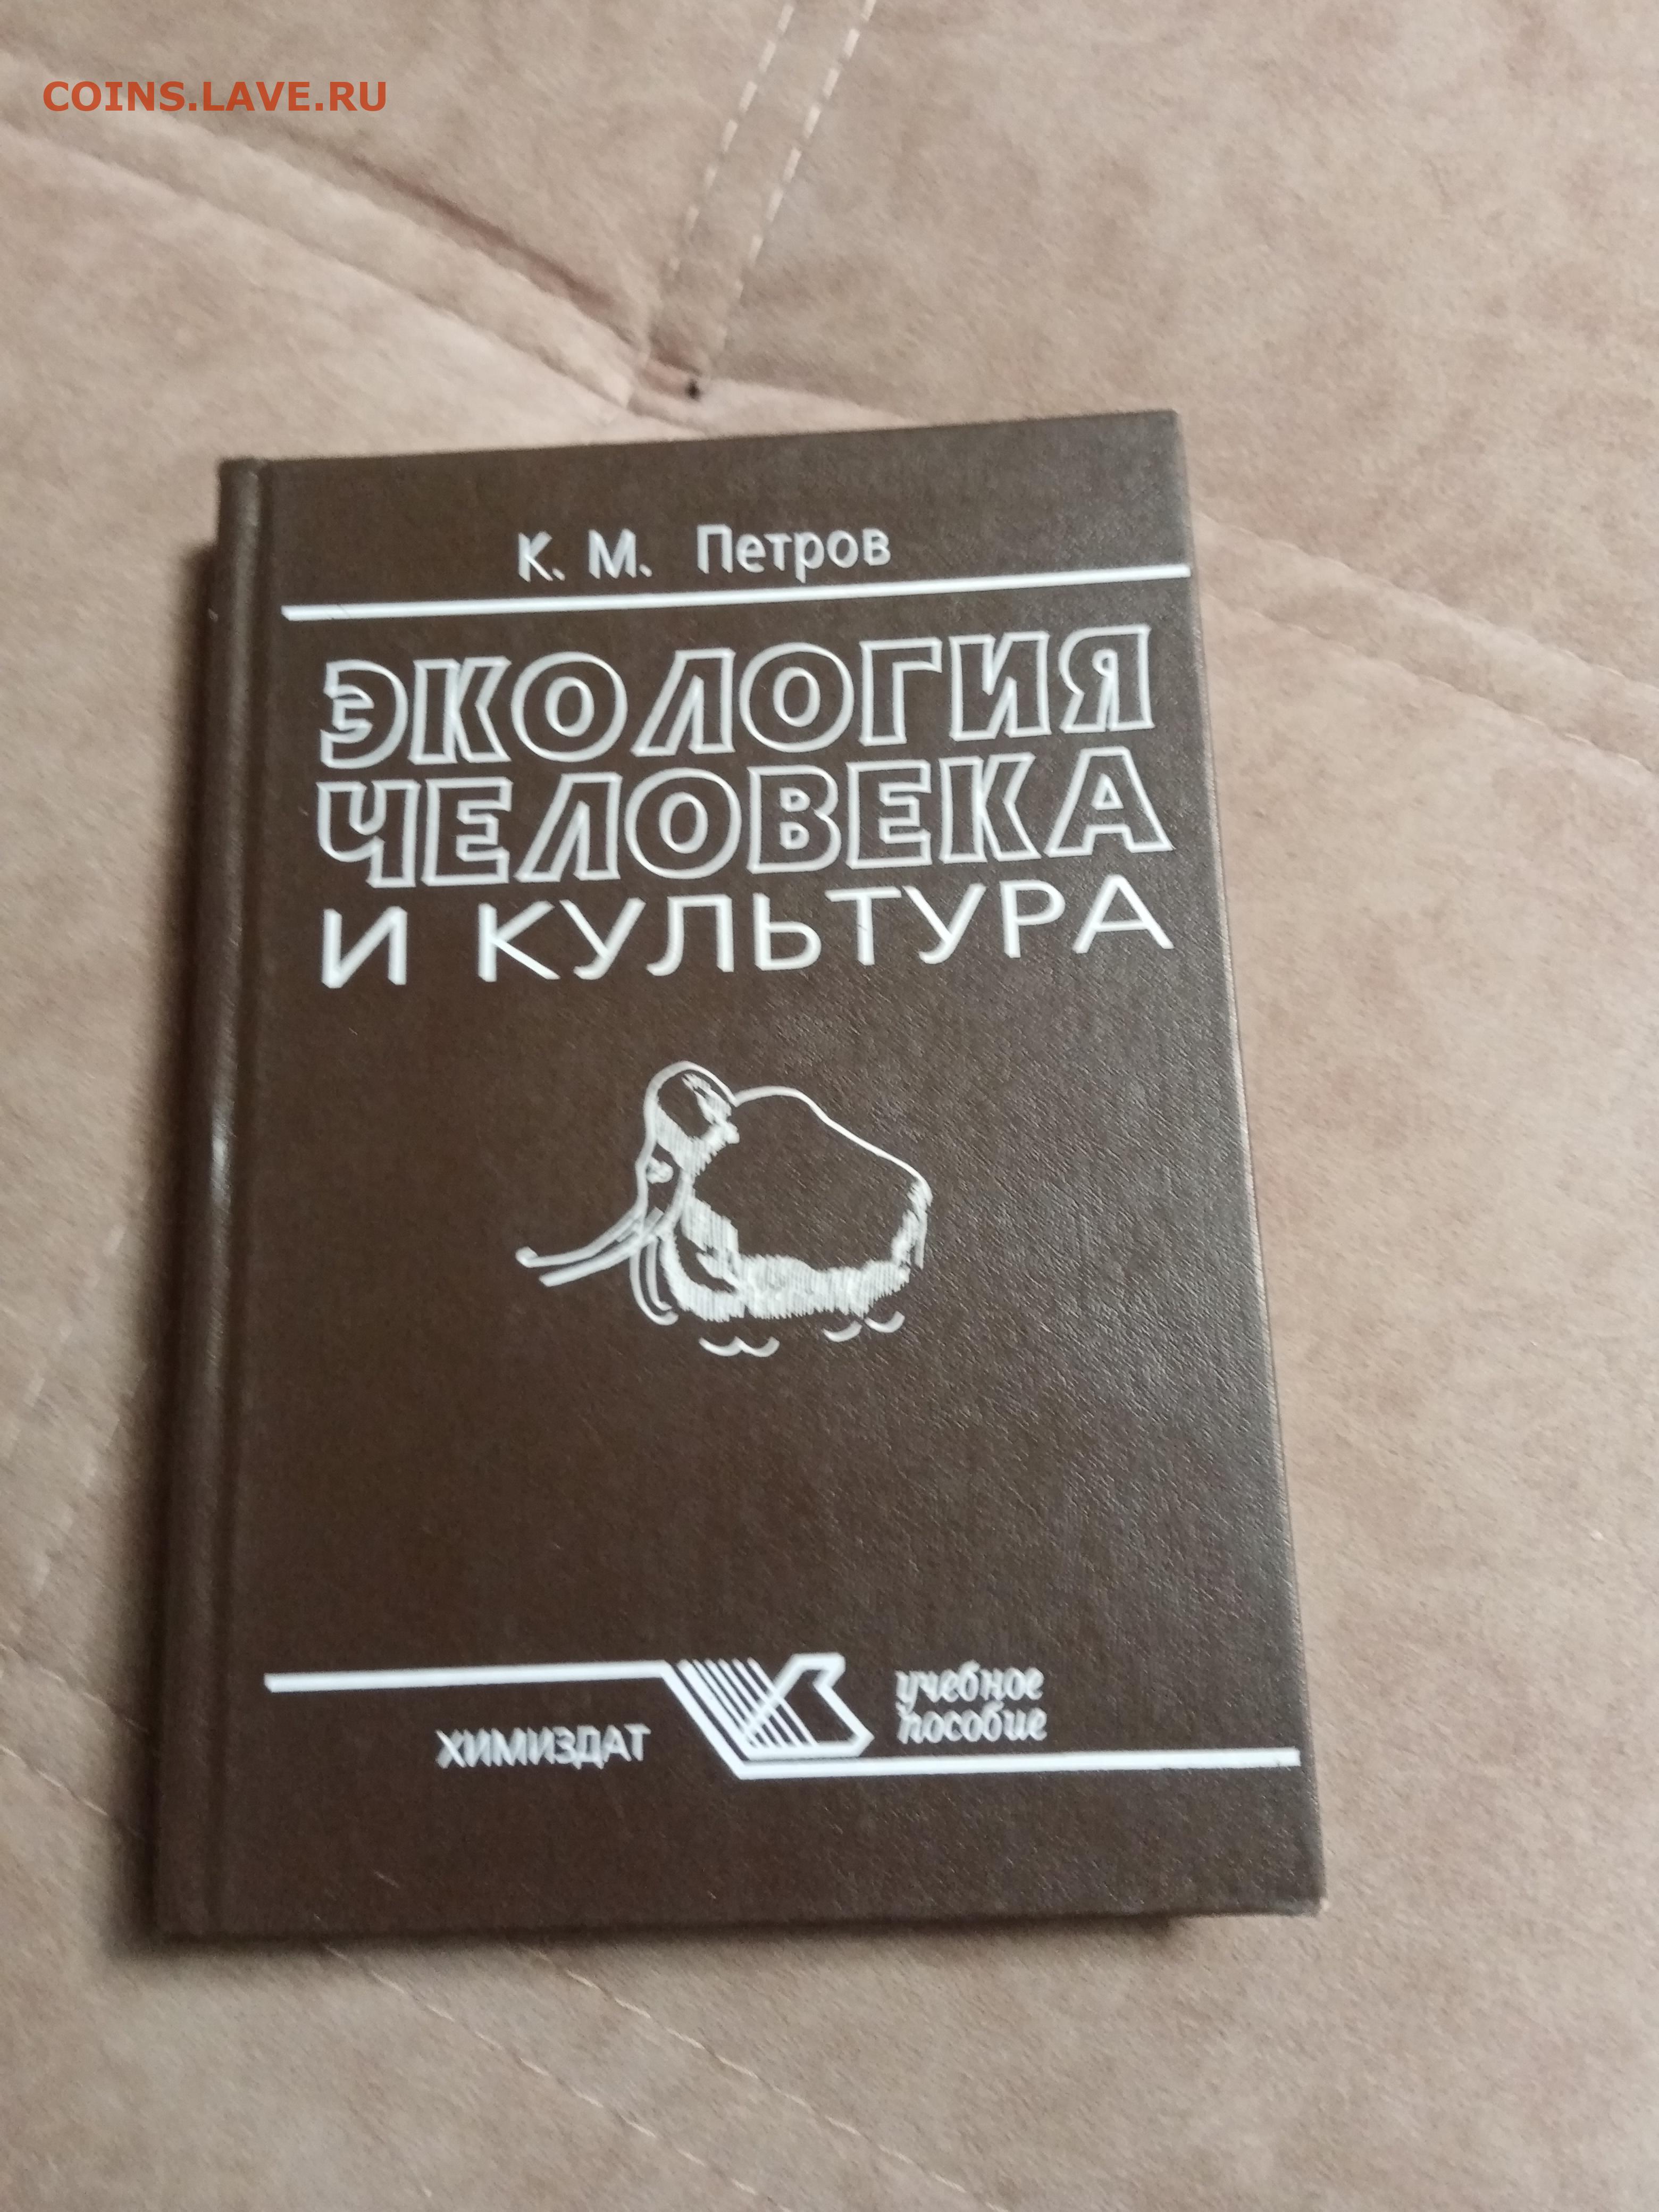 COINS.LAVE.RU
К. М. Петров
ЭКОЛОГИЯ
ЧЕЛОВЕКА
И КУЛЬТУРА
ХИМИЗДАТ
учебное
пособие